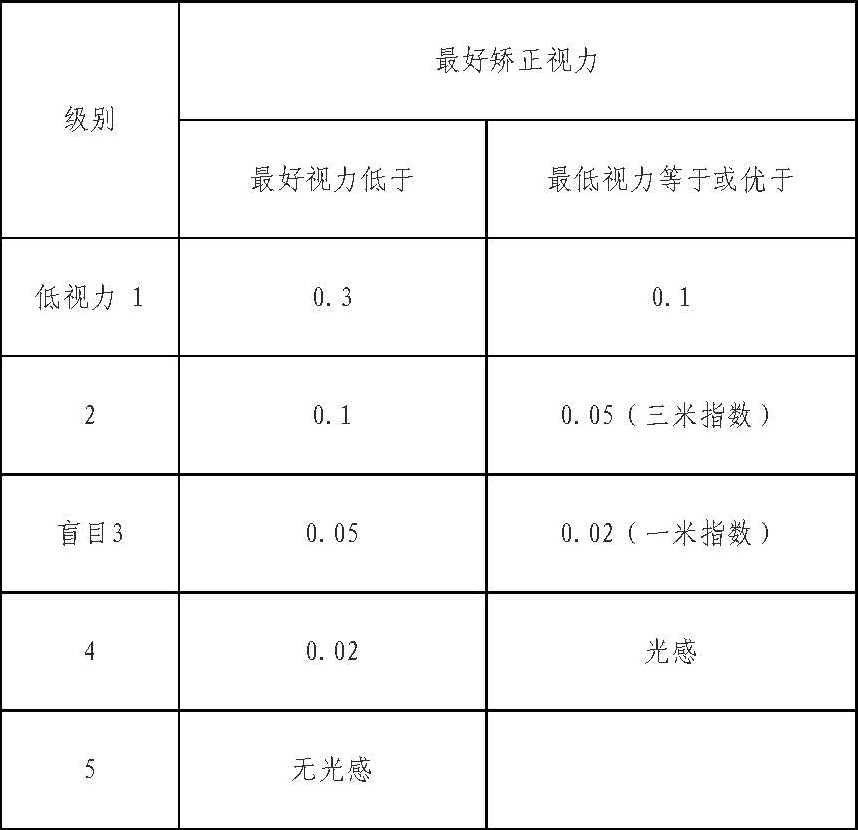 级别
最好矫正视力
最好视力低于
最低视力等于或优于
低视力 1
0.3
0.1
2
0.1
0.05(三米指数)
盲目3
0.05
0.02(一米指数)
4
0.02
光感
5
无光感